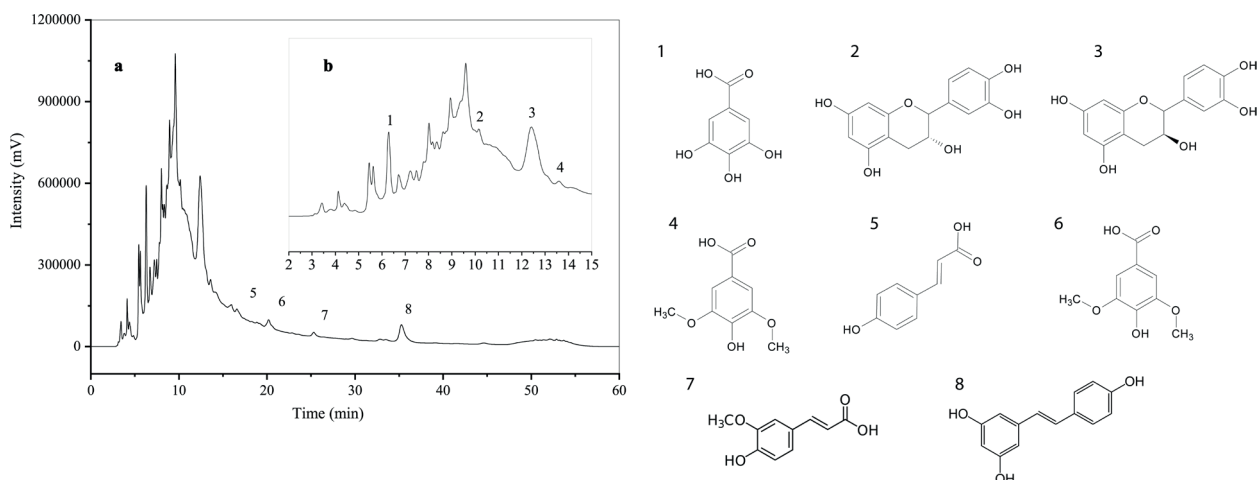 1200000
900000
600000
300000
0
Intensity (mV)
a
5
6
7
8
0 10 20 30 40 50 60
Time (min)
b
1
2
3
4
2 3 4 5 6 7 8 9 10 11 12 13 14 15
1
HO
O
HO
OH
OH
2
OH
HO
O
OH
OH
OH
3
OH
HO
O
OH
OH
OH
4
HO
O
H₃C
O
O
OH
CH₃
5
OH
O
HO
6
HO
O
H₃C
O
O
OH
CH₃
7
O
H₃CO
OH
HO
8
OH
HO
OH